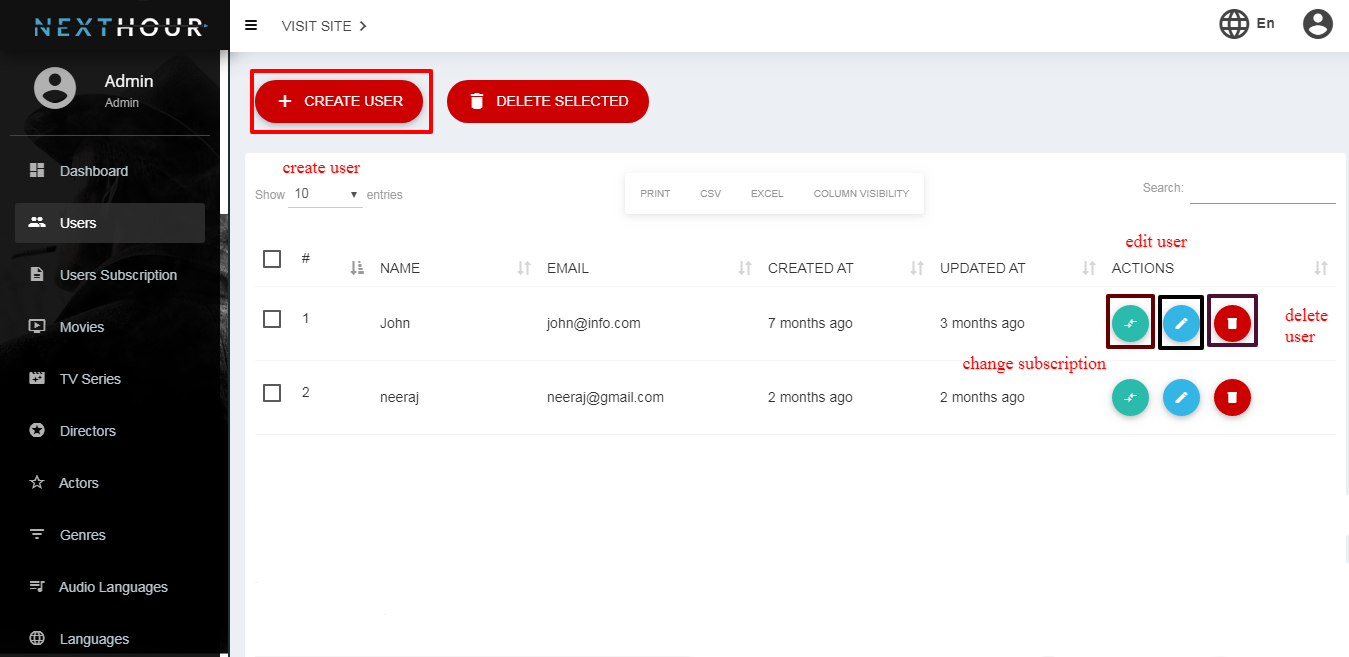 NEXTHOUR
VISIT SITE
En
Admin
Admin
CREATE USER
DELETE SELECTED
Dashboard
Users
Users Subscription
Movies
TV Series
Directors
Actors
Genres
Audio Languages
Languages
create user
Show 10 entries
PRINT CSV EXCEL COLUMN VISIBILITY
Search:
edit user
# NAME EMAIL CREATED AT UPDATED AT ACTIONS
1 John john@info.com 7 months ago 3 months ago
delete
user
change subscription
2 neeraj neeraj@gmail.com 2 months ago 2 months ago